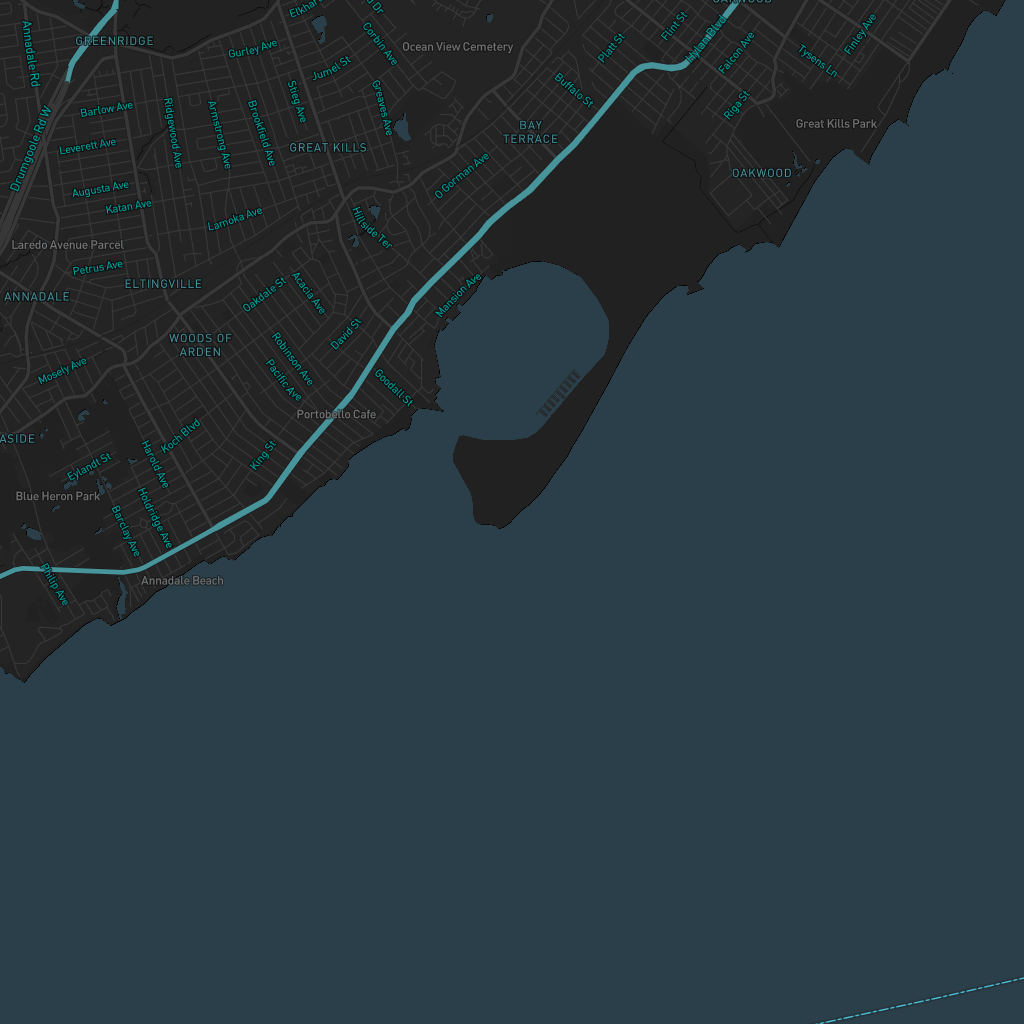 OAKWOOD
Elkhar
Corbin Ave
Flint St
Hylan Blvd
Annadale Rd
GREENRIDGE
Gurley Ave
Ocean View Cemetery
Platt St
Falcon Ave
Finley Ave
Tysens Ln
Jumel St
Buffalo St
Stieg Ave
Greaves Ave
Barlow Ave
Ridgewood Ave
Armstrong Ave
Brookfield Ave
Riga St
BAY
TERRACE
Great Kills Park
Drumgoole Rd W
Leverett Ave
GREAT KILLS
O Gorman Ave
OAKWOOD
Augusta Ave
Katan Ave
Lamoka Ave
Hillside Ter
Laredo Avenue Parcel
Petrus Ave
ELTINGVILLE
ANNADALE
Oakdale St
Acacia Ave
Mansion Ave
WOODS OF
ARDEN
David St
Robinson Ave
Mosely Ave
Pacific Ave
Goodall St
Portobello Cafe
ASIDE
Koch Blvd
King St
Harold Ave
Eylandt St
Blue Heron Park
Holdridge Ave
Barclay Ave
Philip Ave
Annadale Beach